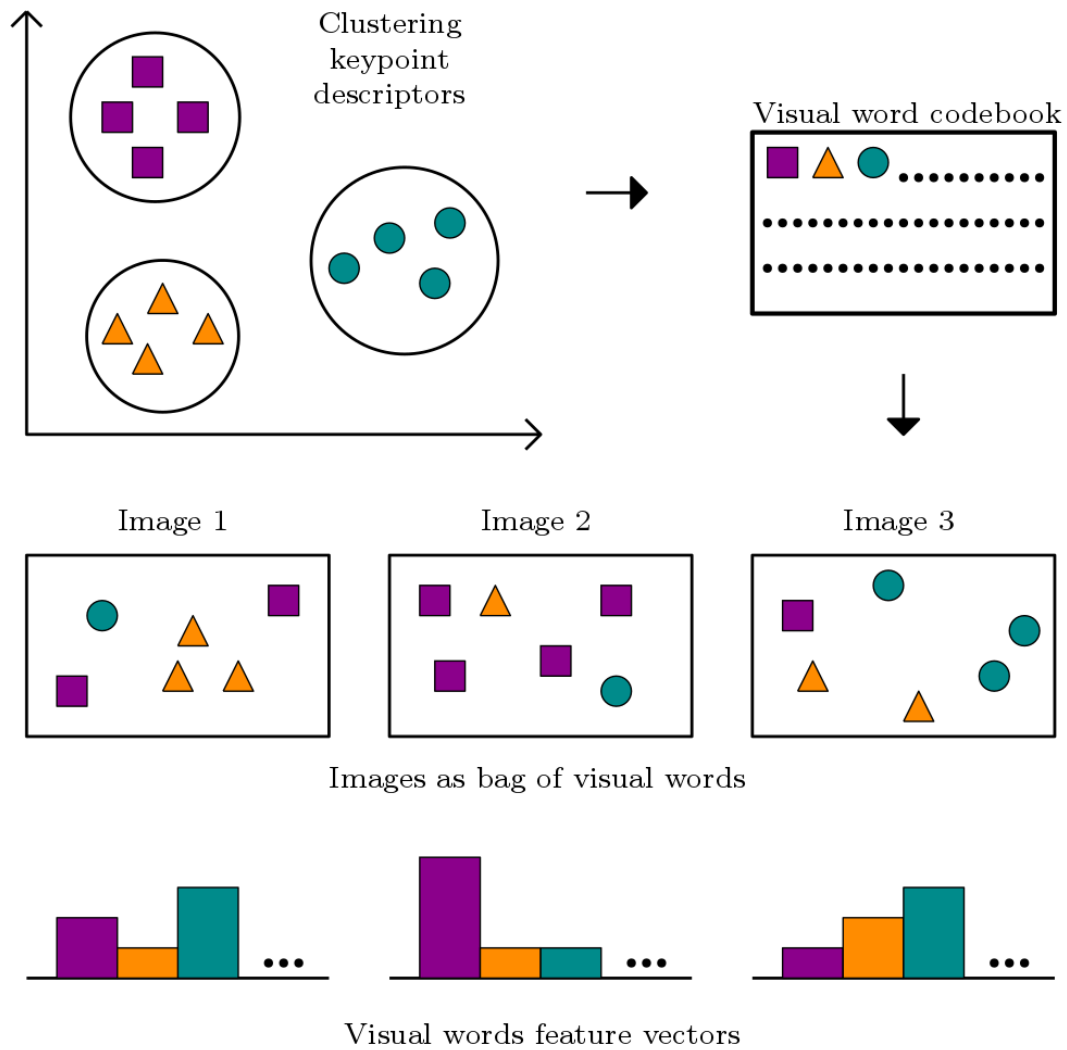 Clustering
keypoint
descriptors
Visual word codebook
Image 1
Image 2
Image 3
Images as bag of visual words
Visual words feature vectors